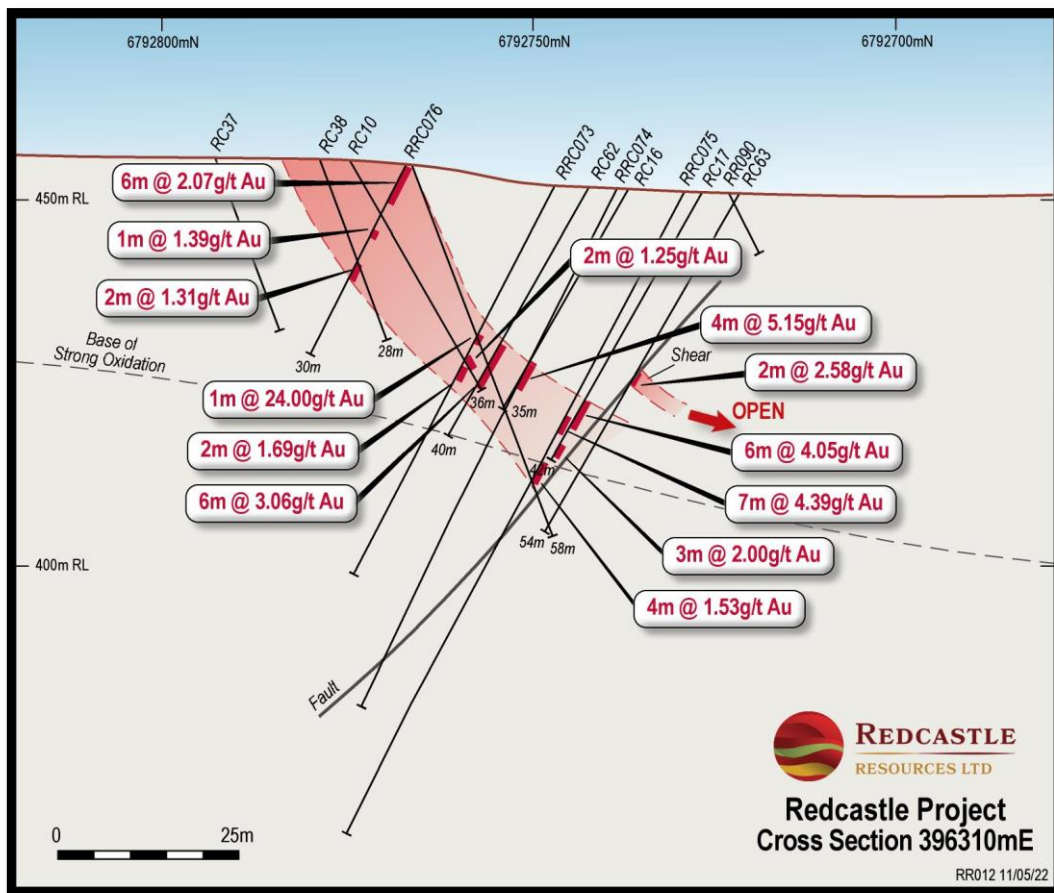 6792800mN
6792750mN
6792700mN
RC37
RC38
RC10
RRC076
RRC073
RC62
RRC074
RC16
RRC075
RC17
RR090
RC63
450m RL
6m @ 2.07g/t Au
1m @ 1.39g/t Au
2m @ 1.31g/t Au
2m @ 1.25g/t Au
4m @ 5.15g/t Au
Base of
Strong Oxidation
30m
28m
Shear
2m @ 2.58g/t Au
1m @ 24.00g/t Au
36m
35m
OPEN
2m @ 1.69g/t Au
40m
6m @ 4.05g/t Au
6m @ 3.06g/t Au
7m @ 4.39g/t Au
54m
58m
3m @ 2.00g/t Au
400m RL
4m @ 1.53g/t Au
Fault
REDCASTLE
RESOURCES LTD
Redcastle Project
Cross Section 396310mE
0
25m
RR012 11/05/22